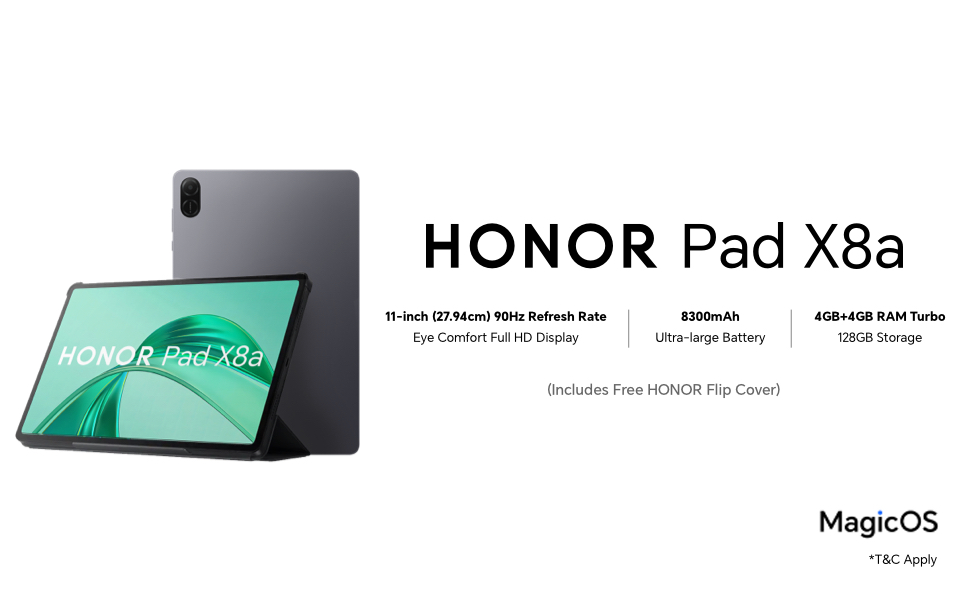 HONOR Pad X8a
HONOR Pad X8a
11-inch (27.94cm) 90Hz Refresh Rate
Eye Comfort Full HD Display
8300mAh
Ultra-large Battery
4GB+4GB RAM Turbo
128GB Storage
(Includes Free HONOR Flip Cover)
MagicOS
*T&C Apply